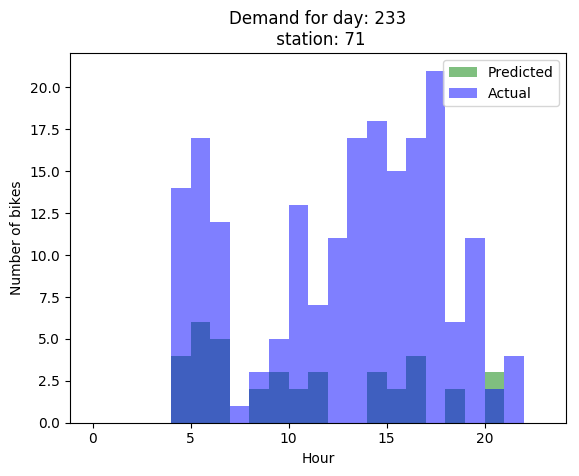 Demand for day: 233
station: 71
Predicted
Actual
Number of bikes
20.0
17.5
15.0
12.5
10.0
7.5
5.0
2.5
0.0
0 5 10 15 20
Hour